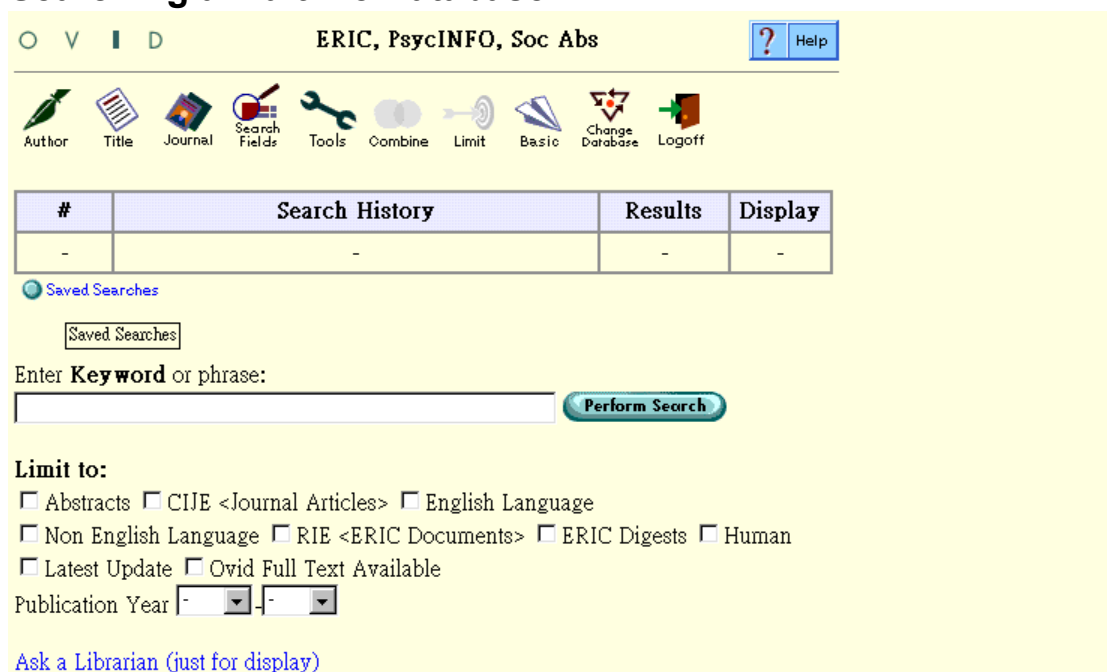 O V I D ERIC, PsycINFO, Soc Abs ? Help
Author Title Journal Search Fields Tools Combine Limit Basic Change Database Logoff
# Search History Results Display
- - - -
Saved Searches
Saved Searches
Enter Keyword or phrase:
Perform Search
Limit to:
Abstracts CIJE <Journal Articles> English Language
Non English Language RIE <ERIC Documents> ERIC Digests Human
Latest Update Ovid Full Text Available
Publication Year - - -
Ask a Librarian (just for display)